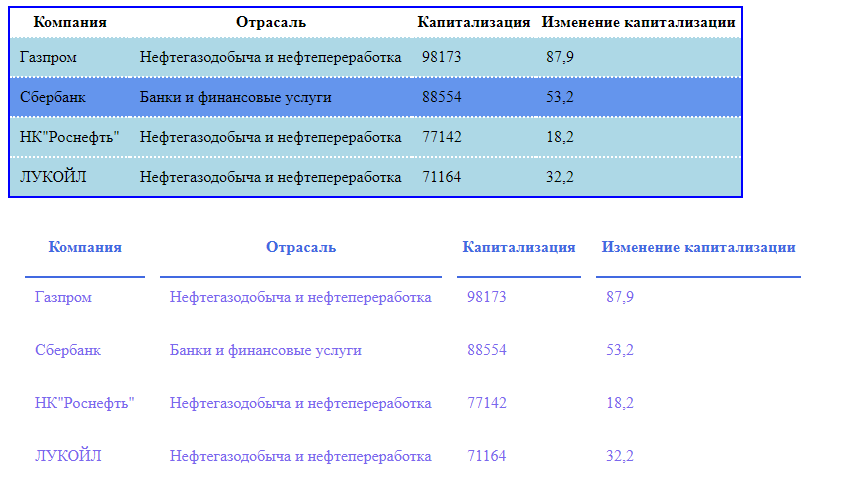 Компания Отрасаль Капитализация Изменение капитализации
Газпром Нефтегазодобыча и нефтепереработка 98173 87,9
Сбербанк Банки и финансовые услуги 88554 53,2
НК"Роснефть" Нефтегазодобыча и нефтепереработка 77142 18,2
ЛУКОЙЛ Нефтегазодобыча и нефтепереработка 71164 32,2
Компания Отрасаль Капитализация Изменение капитализации
Газпром Нефтегазодобыча и нефтепереработка 98173 87,9
Сбербанк Банки и финансовые услуги 88554 53,2
НК"Роснефть" Нефтегазодобыча и нефтепереработка 77142 18,2
ЛУКОЙЛ Нефтегазодобыча и нефтепереработка 71164 32,2